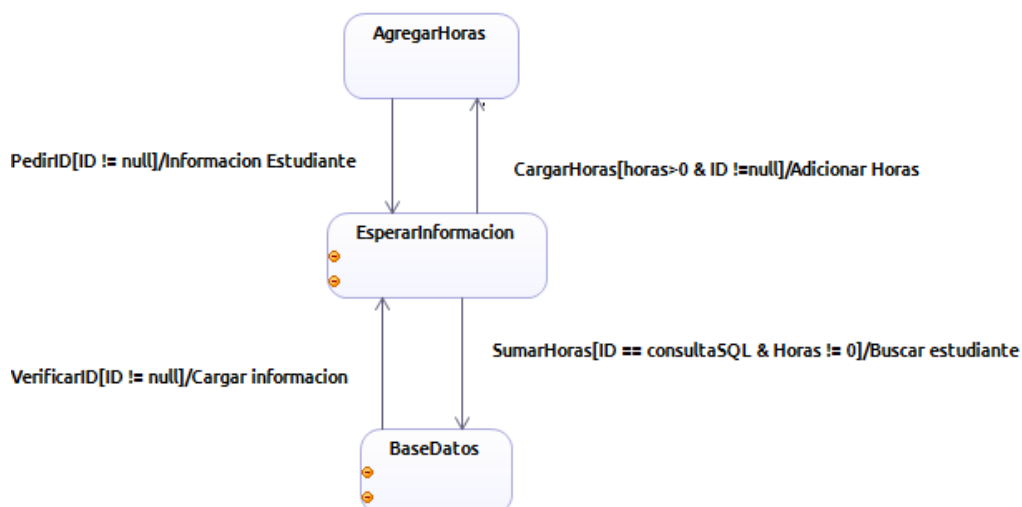 AgregarHoras
PedirID[ID != null]/Informacion Estudiante
CargarHoras[horas>0 & ID !=null]/Adicionar Horas
EsperarInformacion
SumarHoras[ID == consultaSQL & Horas != 0]/Buscar estudiante
VerificarID[ID != null]/Cargar informacion
BaseDatos